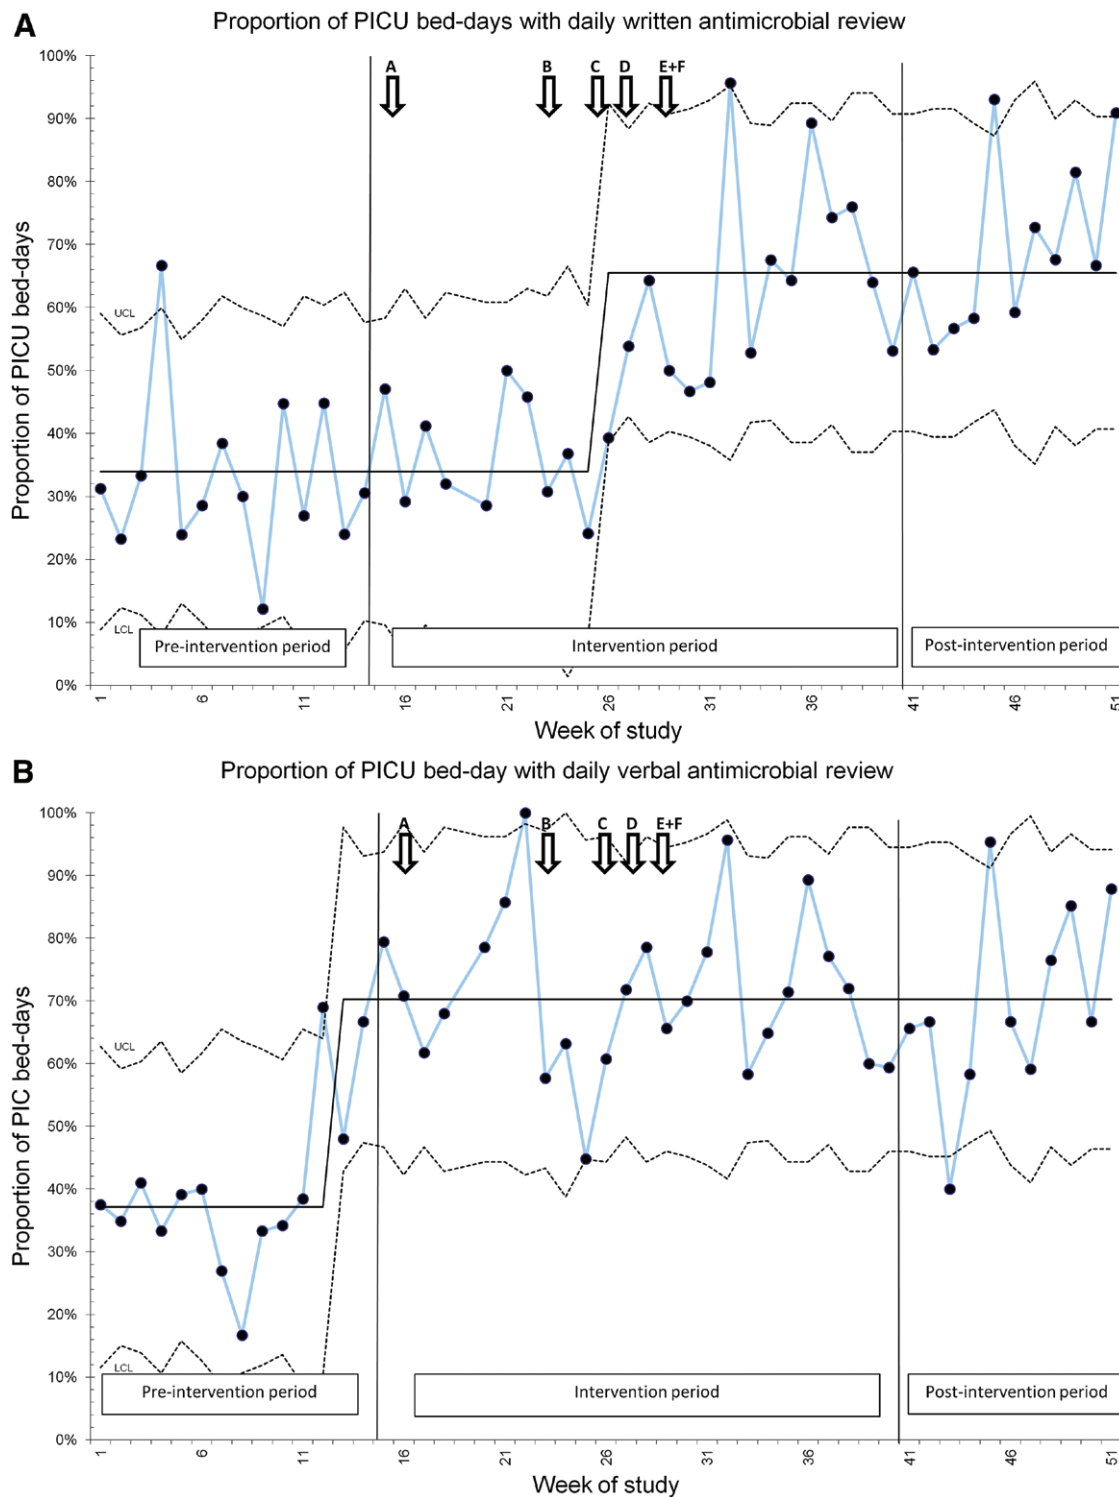 A
Proportion of PICU bed-days with daily written antimicrobial review
100%
90%
80%
70%
60%
50%
40%
30%
20%
10%
0%
Proportion of PICU bed-days
A
B
C
D
E+F
UCL
LCL
Pre-intervention period
Intervention period
Post-intervention period
1
6
11
16
21
26
31
36
41
46
51
Week of study
B
Proportion of PICU bed-day with daily verbal antimicrobial review
100%
90%
80%
70%
60%
50%
40%
30%
20%
10%
0%
Proportion of PIC bed-days
A
B
C
D
E+F
UCL
LCL
Pre-intervention period
Intervention period
Post-intervention period
1
6
11
16
21
26
31
36
41
46
51
Week of study